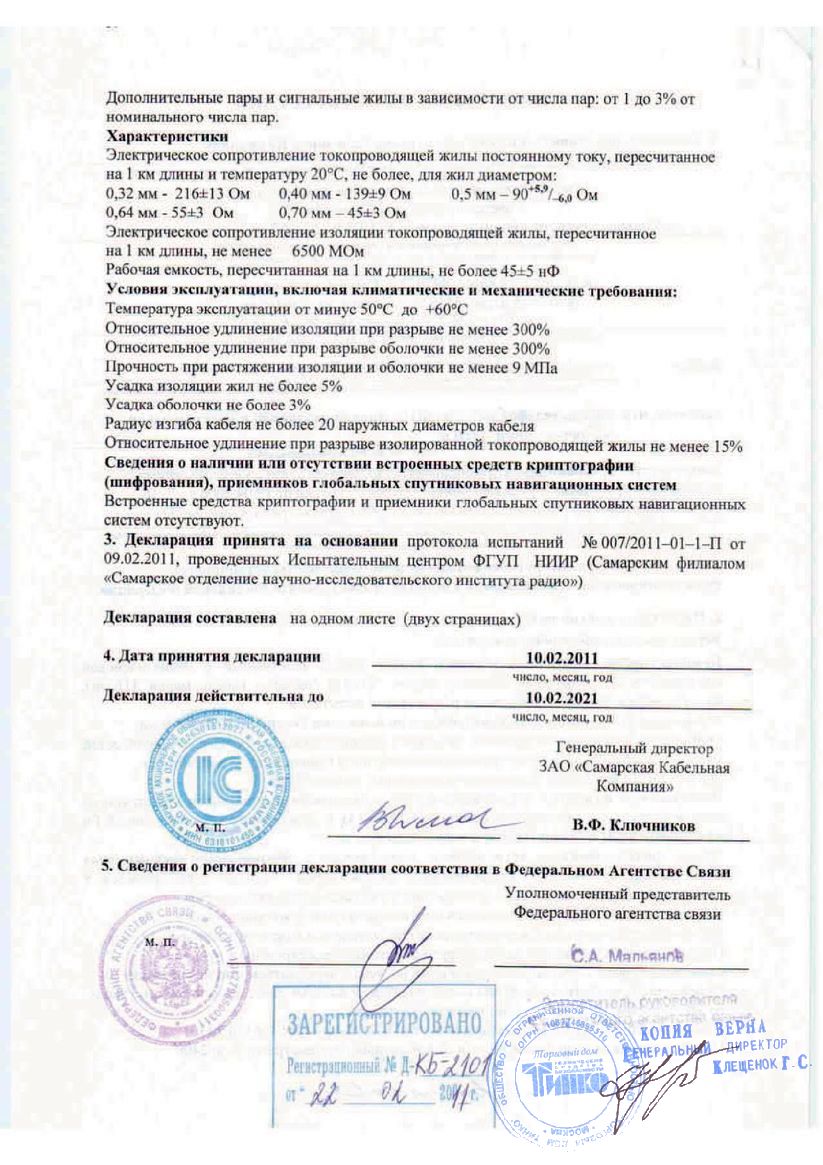 Дополнительные пары и сигнальные жилы в зависимости от числа пар: от 1 до 3% от
номинального числа пар.
Характеристики
Электрическое сопротивление токопроводящей жилы постоянному току, пересчитанное
на 1 км длины и температуру 20°С, не более, для жил диаметром:
0,32 мм - 216±13 Ом 0,40 мм - 139±9 Ом 0,5 мм – 90+5,9/–6,0 Ом
0,64 мм - 55±3 Ом 0,70 мм – 45±3 Ом
Электрическое сопротивление изоляции токопроводящей жилы, пересчитанное
на 1 км длины, не менее 6500 МОм
Рабочая емкость, пересчитанная на 1 км длины, не более 45±5 нФ
Условия эксплуатации, включая климатические и механические требования:
Температура эксплуатации от минус 50°С до +60°С
Относительное удлинение изоляции при разрыве не менее 300%
Относительное удлинение при разрыве оболочки не менее 300%
Прочность при растяжении изоляции и оболочки не менее 9 МПа
Усадка изоляции жил не более 5%
Усадка оболочки не более 3%
Радиус изгиба кабеля не более 20 наружных диаметров кабеля
Относительное удлинение при разрыве изолированной токопроводящей жилы не менее 15%
Сведения о наличии или отсутствии встроенных средств криптографии
(шифрования), приемников глобальных спутниковых навигационных систем
Встроенные средства криптографии и приемники глобальных спутниковых навигационных
систем отсутствуют.
3. Декларация принята на основании протокола испытаний №007/2011–01–1–П от
09.02.2011, проведенных Испытательным центром ФГУП НИИР (Самарским филиалом
«Самарское отделение научно-исследовательского института радио»)
Декларация составлена на одном листе (двух страницах)
4. Дата принятия декларации 10.02.2011
число, месяц, год
Декларация действительна до 10.02.2021
число, месяц, год
Генеральный директор
ЗАО «Самарская Кабельная
Компания»
м. п.
В.Ф. Ключников
5. Сведения о регистрации декларации соответствия в Федеральном Агентстве Связи
Уполномоченный представитель
Федерального агентства связи
м. п.
ФЕДЕРАЛЬНОЕ АГЕНТСТВО СВЯЗИ
С.А. Мальянов
руководителя
ЗАРЕГИСТРИРОВАНО
Регистрационный № Д-КБ-2101
от " 22 02 2011 г.
ОБЩЕСТВО С ОГРАНИЧЕННОЙ ОТВЕТСТВЕННОСТЬЮ
Торговый дом
ТИНКО
МОСКВА
КОПИЯ ВЕРНА
ГЕНЕРАЛЬНЫЙ ДИРЕКТОР
КЛЕЩЕНОК Г.С.